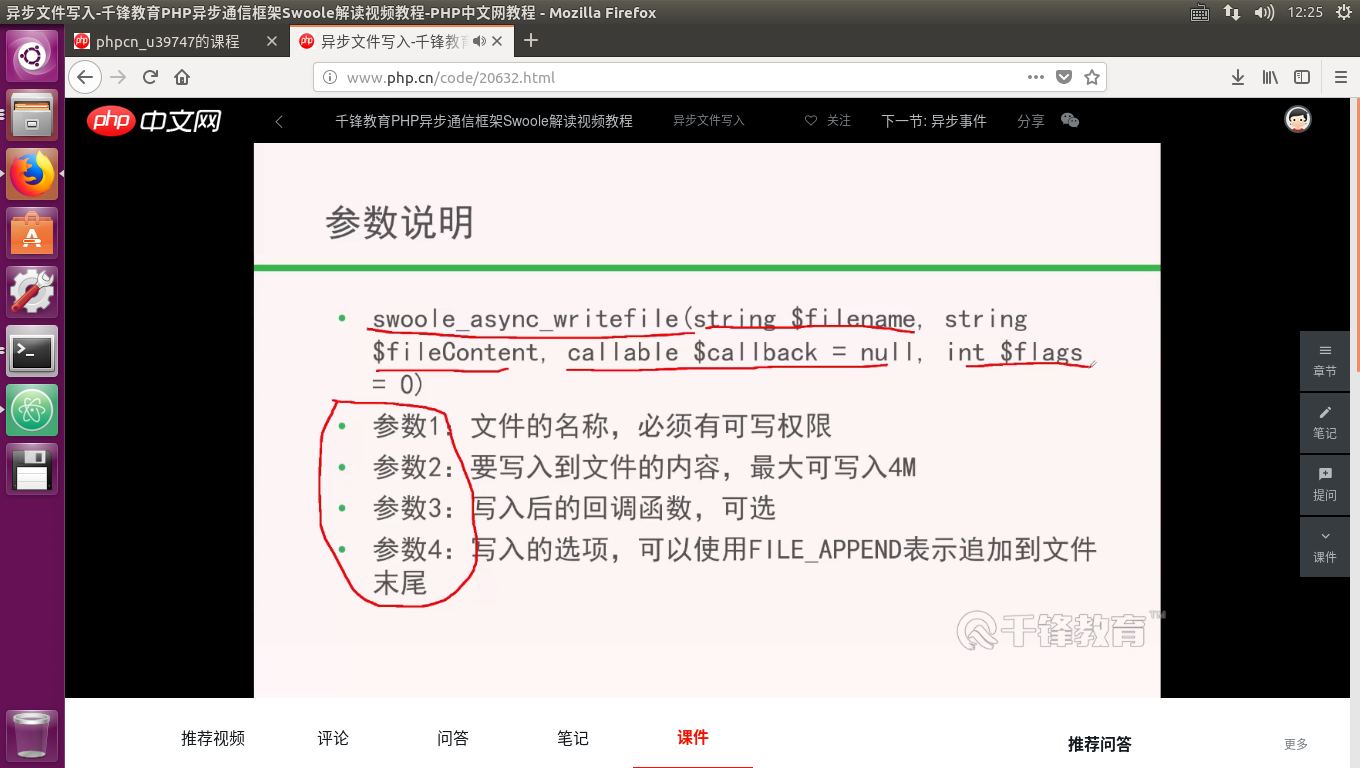 异步文件写入-千锋教育PHP异步通信框架Swoole解读视频教程-PHP中文网教程 - Mozilla Firefox
12:25
phpcn_u39747的课程
异步文件写入-千锋教育
www.php.cn/code/20632.html
php 中文网
千锋教育PHP异步通信框架Swoole解读视频教程
异步文件写入
关注
下一节: 异步事件
分享
参数说明
swoole_async_writefile(string $filename, string
$fileContent, callable $callback = null, int $flags
= 0)
参数1：文件的名称，必须有可写权限
参数2：要写入到文件的内容，最大可写入4M
参数3：写入后的回调函数，可选
参数4：写入的选项，可以使用FILE_APPEND表示追加到文件
末尾
千锋教育™
章节
笔记
提问
课件
推荐视频
评论
问答
笔记
课件
推荐问答
更多